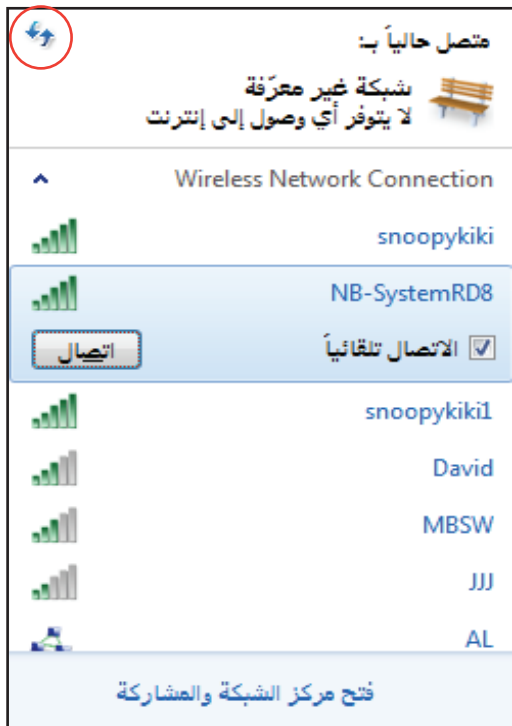 متصل حالياً بـ:
شبكة غير معرّفة
لا يتوفر أي وصول إلى إنترنت
Wireless Network Connection
snoopykiki
NB-SystemRD8
الاتصال تلقائياً
اتصال
snoopykiki1
David
MBSW
JJJ
AL
فتح مركز الشبكة والمشاركة